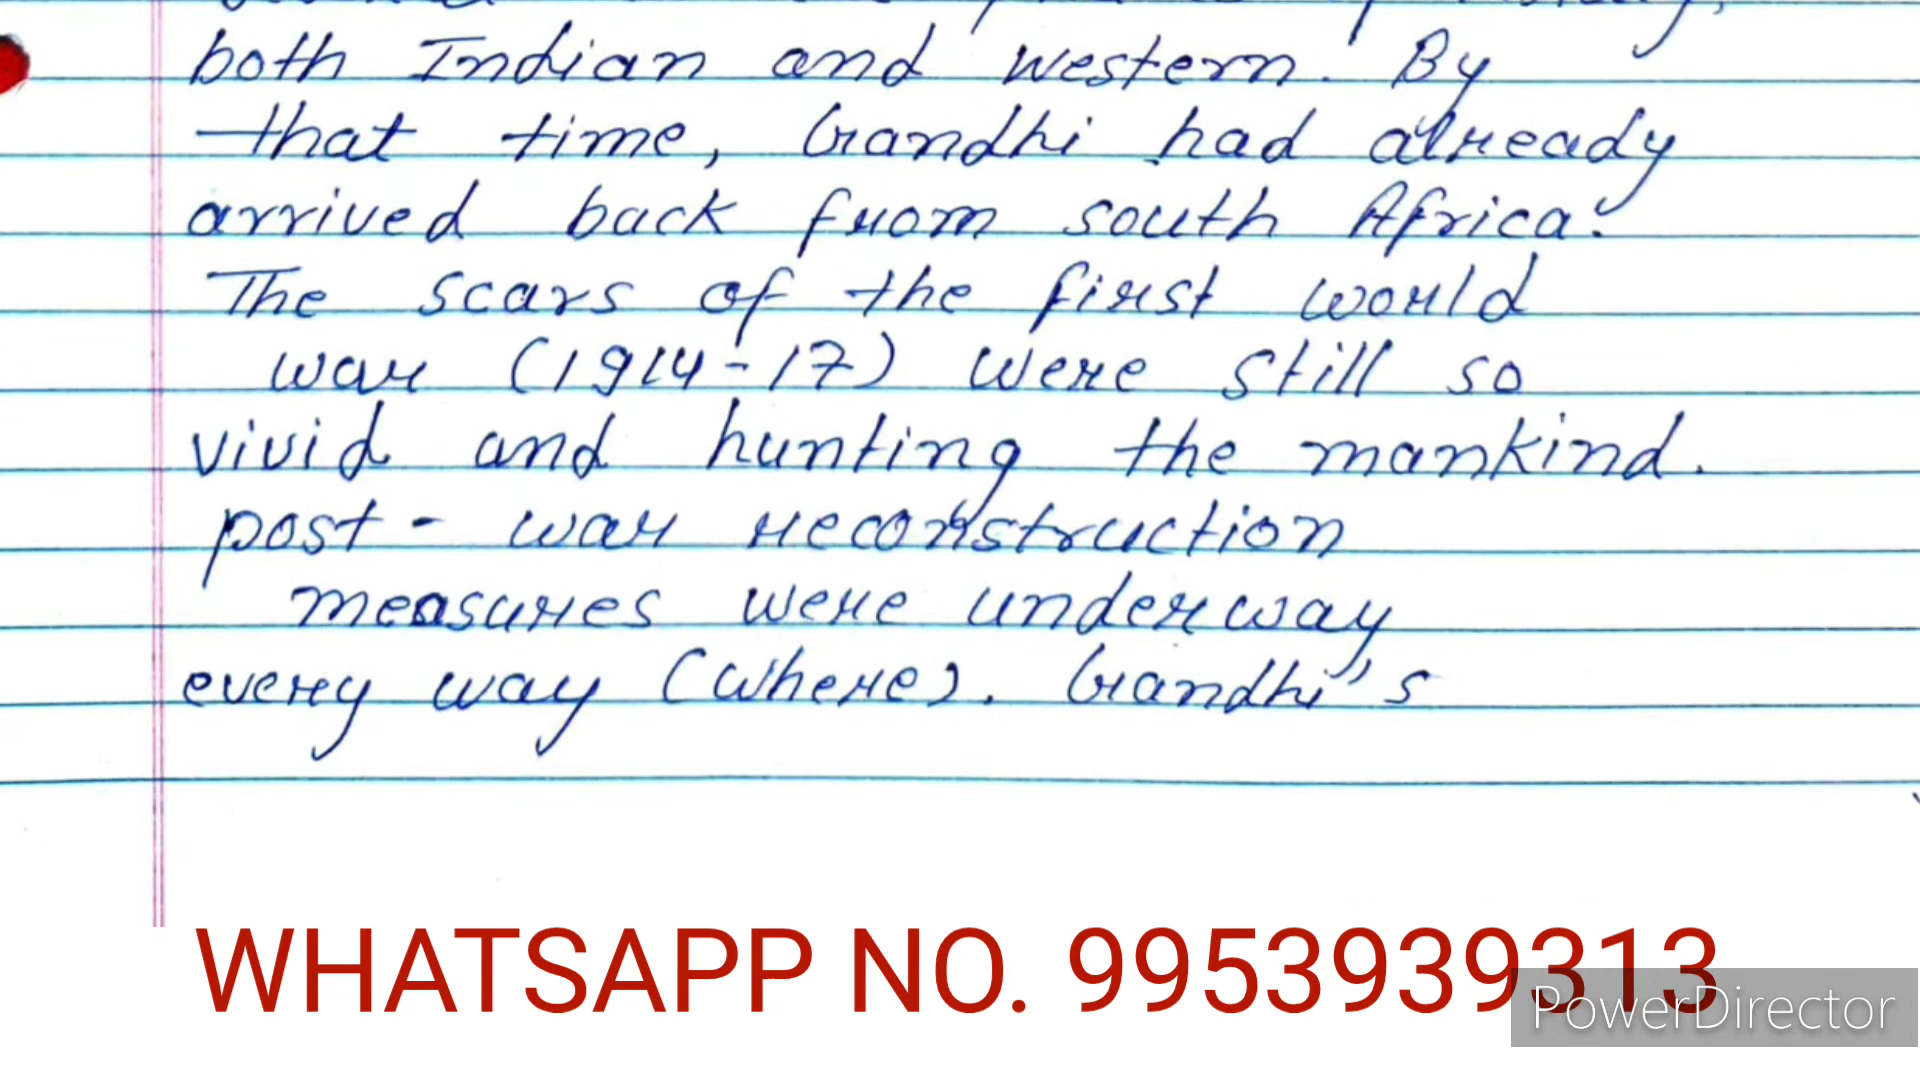 both Indian and western. By
that time, Gandhi had already
arrived back from south Africa.
The scars of the first world
war (1914-17) were still so
vivid and hunting the mankind.
post - war reconstruction
measures were underway
every way (where). Gandhi's
WHATSAPP NO. 9953939313
PowerDirector